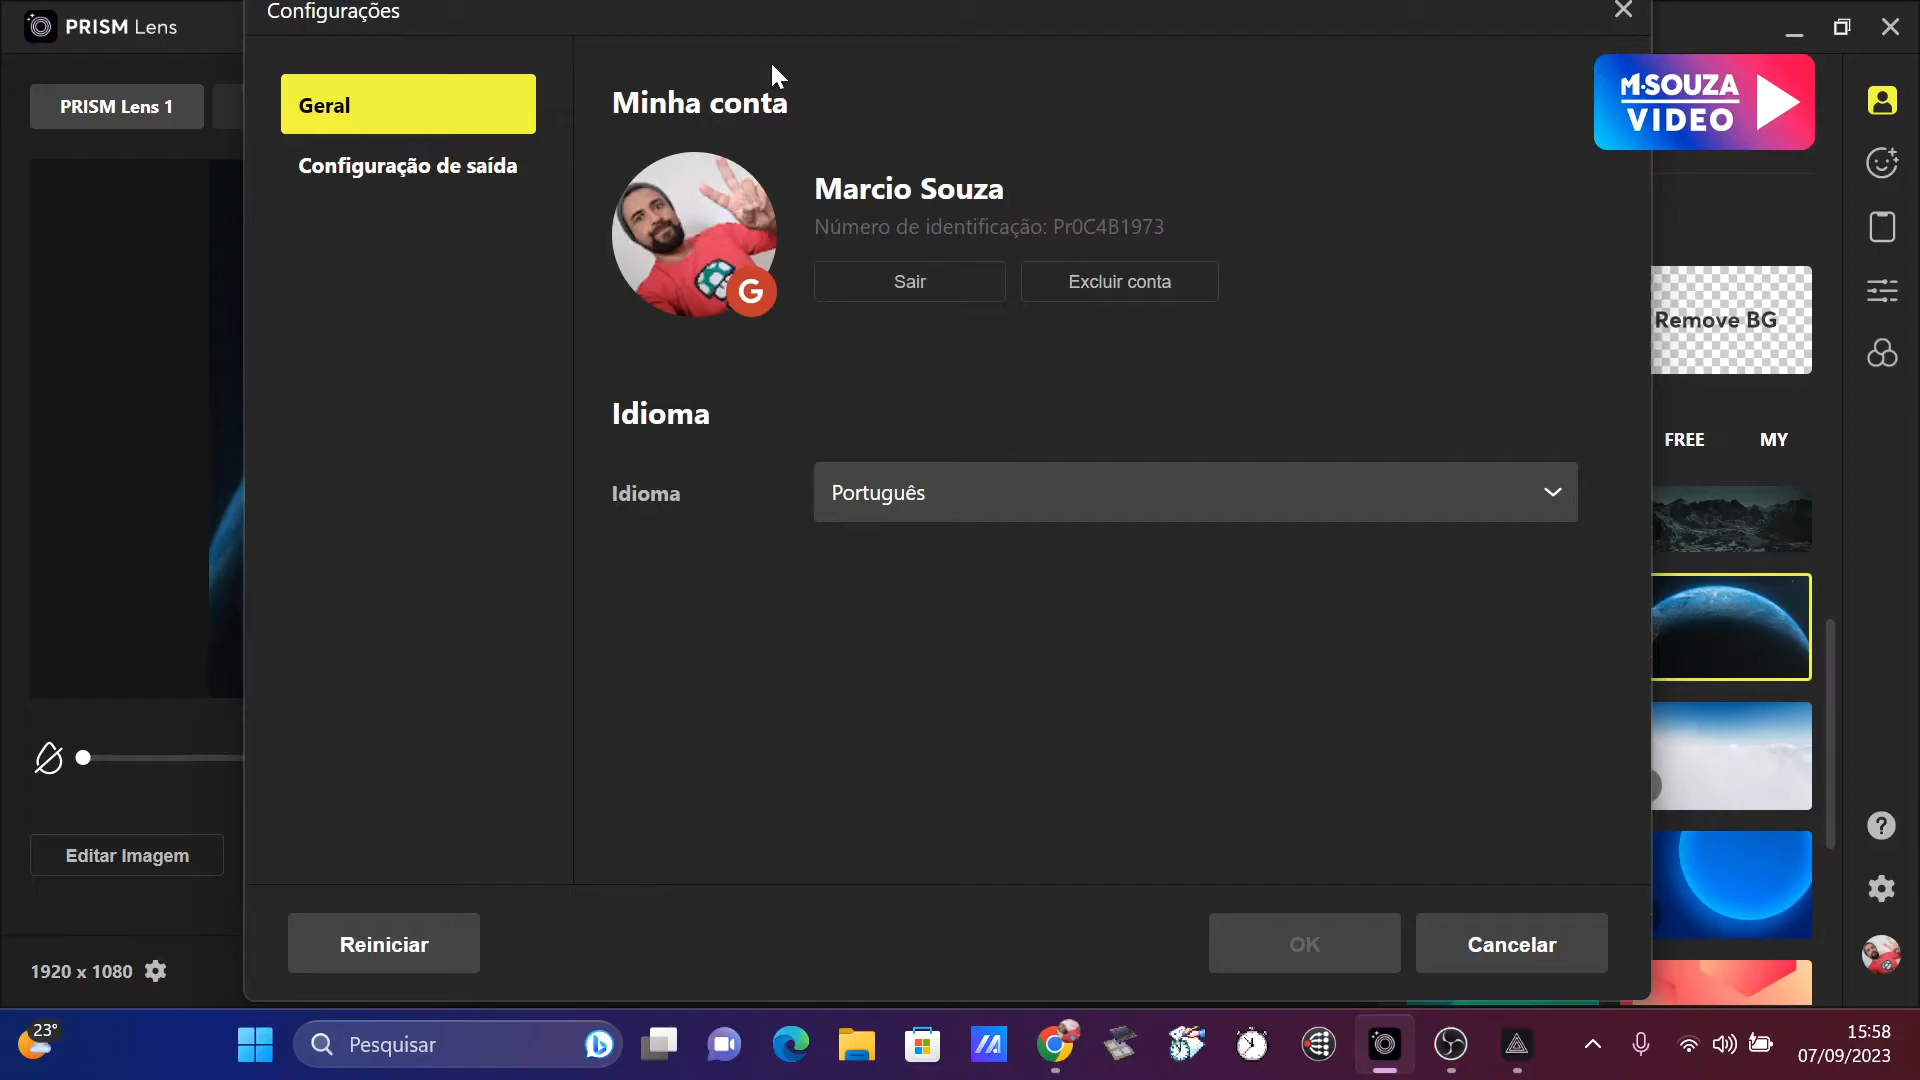 PRISM Lens
Configurações
PRISM Lens 1
Geral
Configuração de saída
Minha conta
Marcio Souza
Número de identificação: Pr0C4B1973
Sair
Excluir conta
G
Idioma
Idioma
Português
Reiniciar
OK
Cancelar
M·SOUZA
VIDEO
Remove BG
FREE
MY
Editar Imagem
1920 x 1080
?
23°
Pesquisar
15:58
07/09/2023